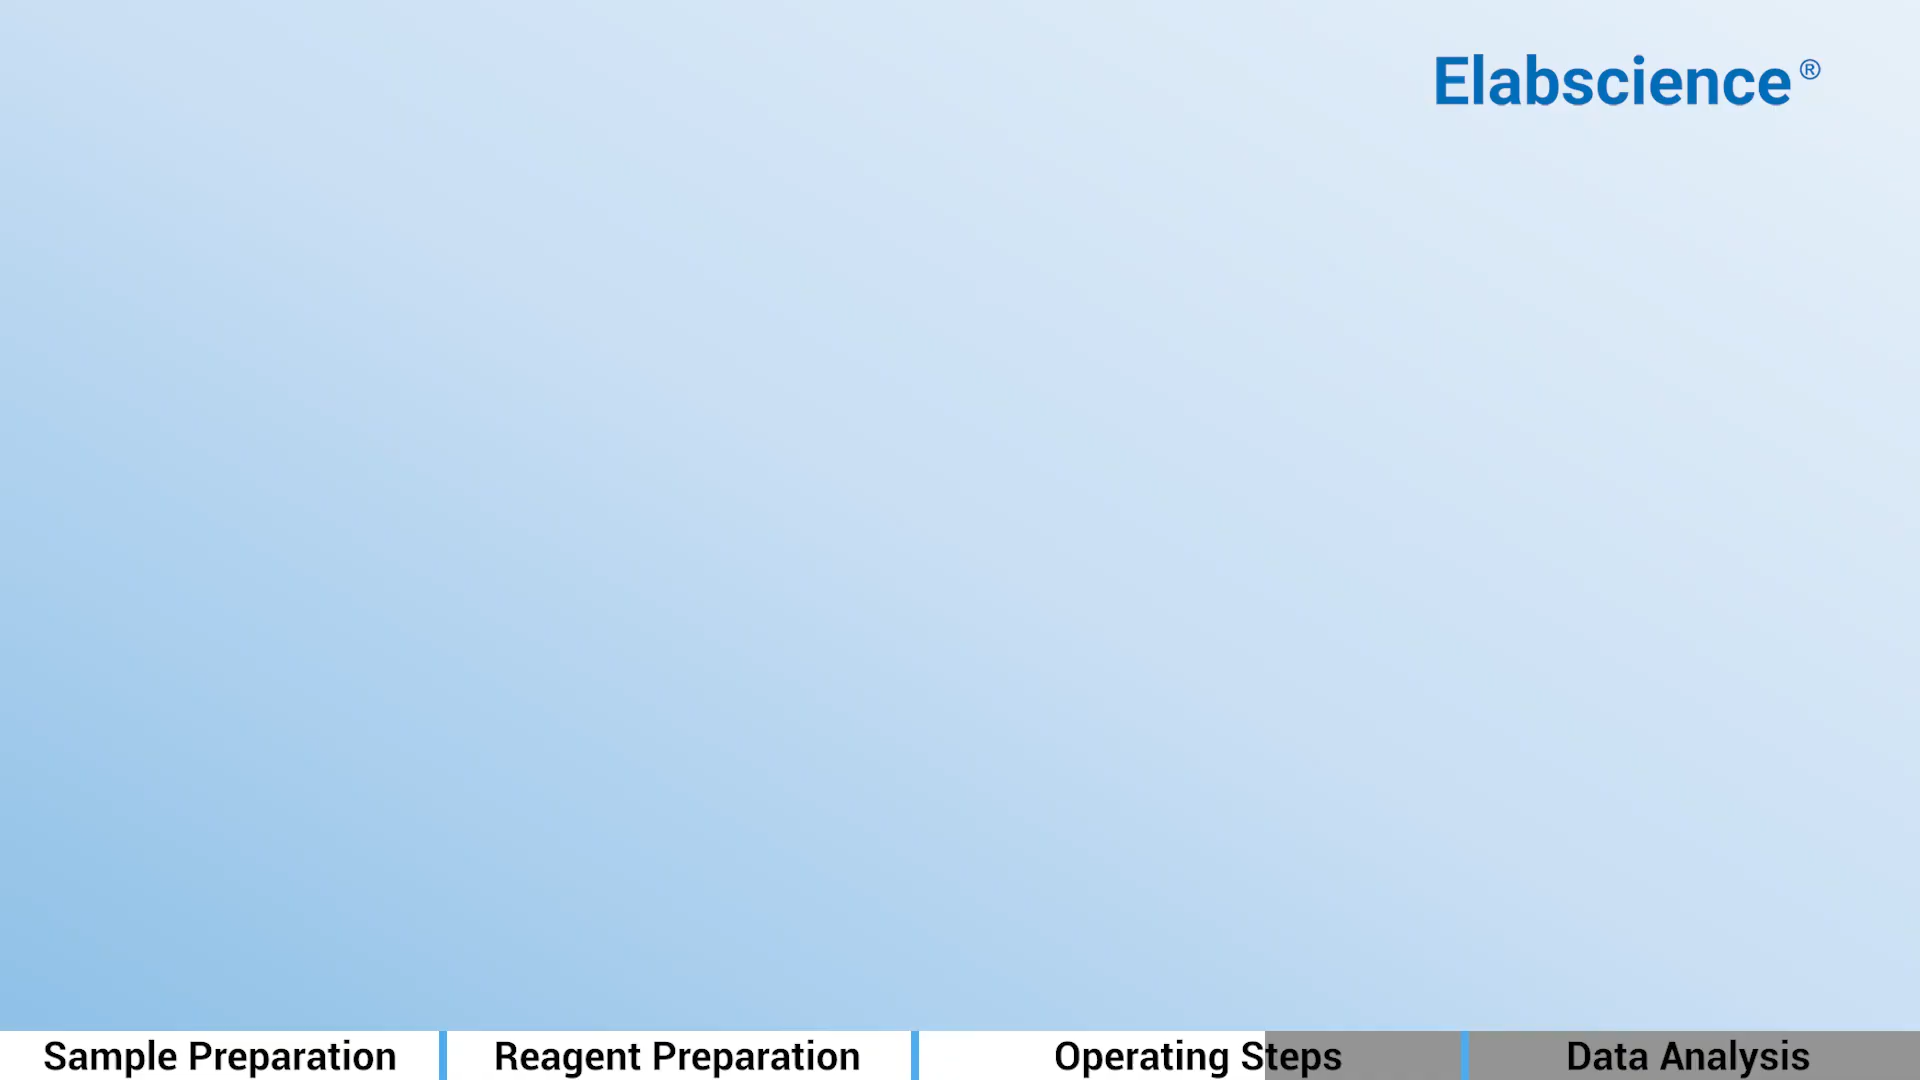 Elabscience®
Sample Preparation
Reagent Preparation
Operating Steps
Data Analysis